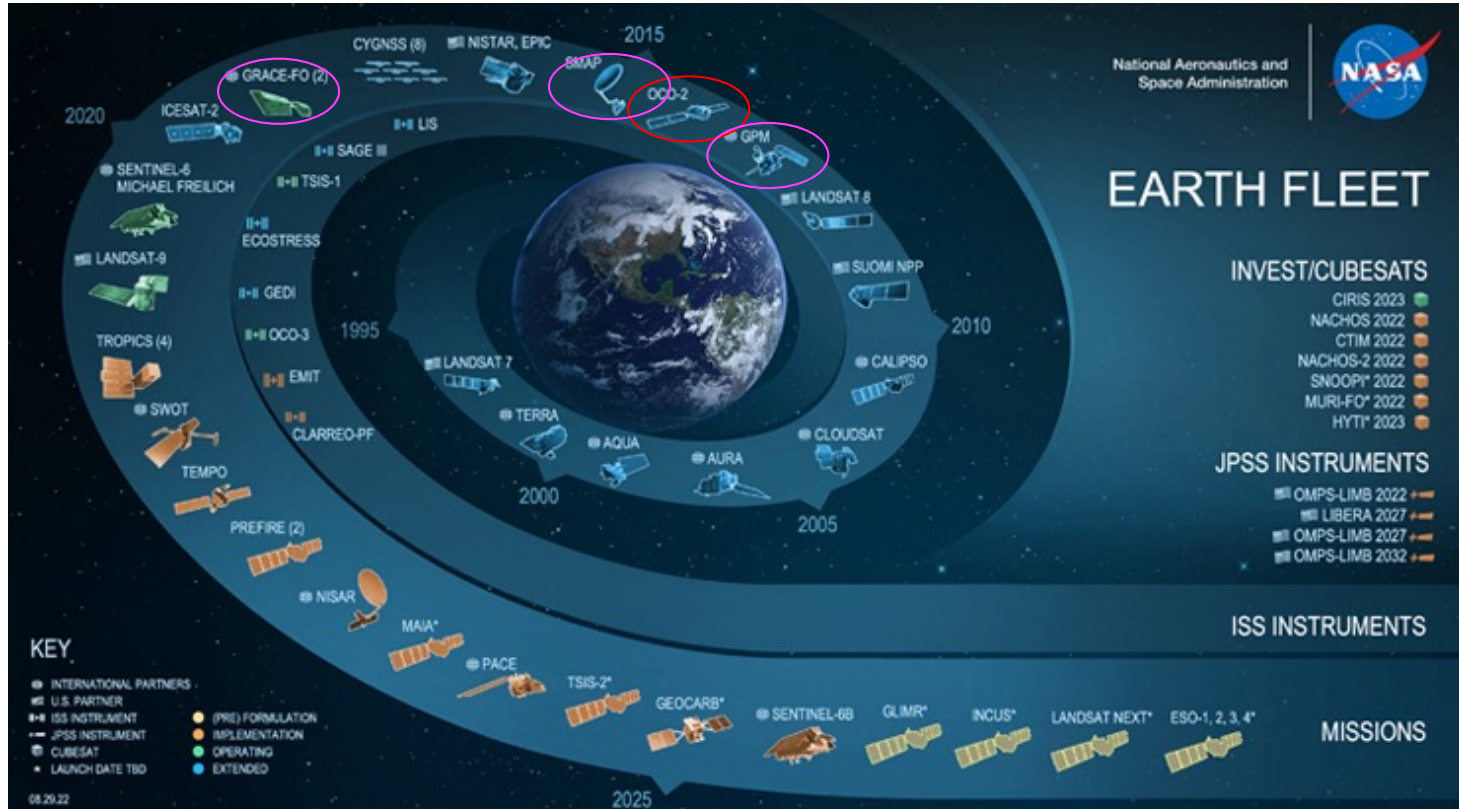 National Aeronautics and
Space Administration
NASA
EARTH FLEET
INVEST/CUBESATS
CIRIS 2023
NACHOS 2022
CTIM 2022
NACHOS-2 2022
SNOOPI* 2022
MURI-FO* 2022
HYTI* 2023
JPSS INSTRUMENTS
OMPS-LIMB 2022
LIBERA 2027
OMPS-LIMB 2027
OMPS-LIMB 2032
ISS INSTRUMENTS
MISSIONS
2015
CYGNSS (8)
NISTAR, EPIC
SMAP
GRACE-FO (2)
OCO-2
2020
ICESAT-2
LIS
GPM
SAGE III
SENTINEL-6
MICHAEL FREILICH
TSIS-1
LANDSAT 8
ECOSTRESS
LANDSAT-9
SUOMI NPP
GEDI
1995
2010
OCO-3
TROPICS (4)
LANDSAT 7
CALIPSO
EMIT
SWOT
TERRA
CLARREO-PF
CLOUDSAT
AQUA
AURA
TEMPO
2000
2005
PREFIRE (2)
NISAR
MAIA*
PACE
TSIS-2*
GEOCARB*
SENTINEL-6B
GLIMR*
INCUS*
LANDSAT NEXT*
ESO-1, 2, 3, 4*
2025
KEY
INTERNATIONAL PARTNERS
U.S. PARTNER
ISS INSTRUMENT
JPSS INSTRUMENT
CUBESAT
* LAUNCH DATE TBD
(PRE) FORMULATION
IMPLEMENTATION
OPERATING
EXTENDED
08.29.22